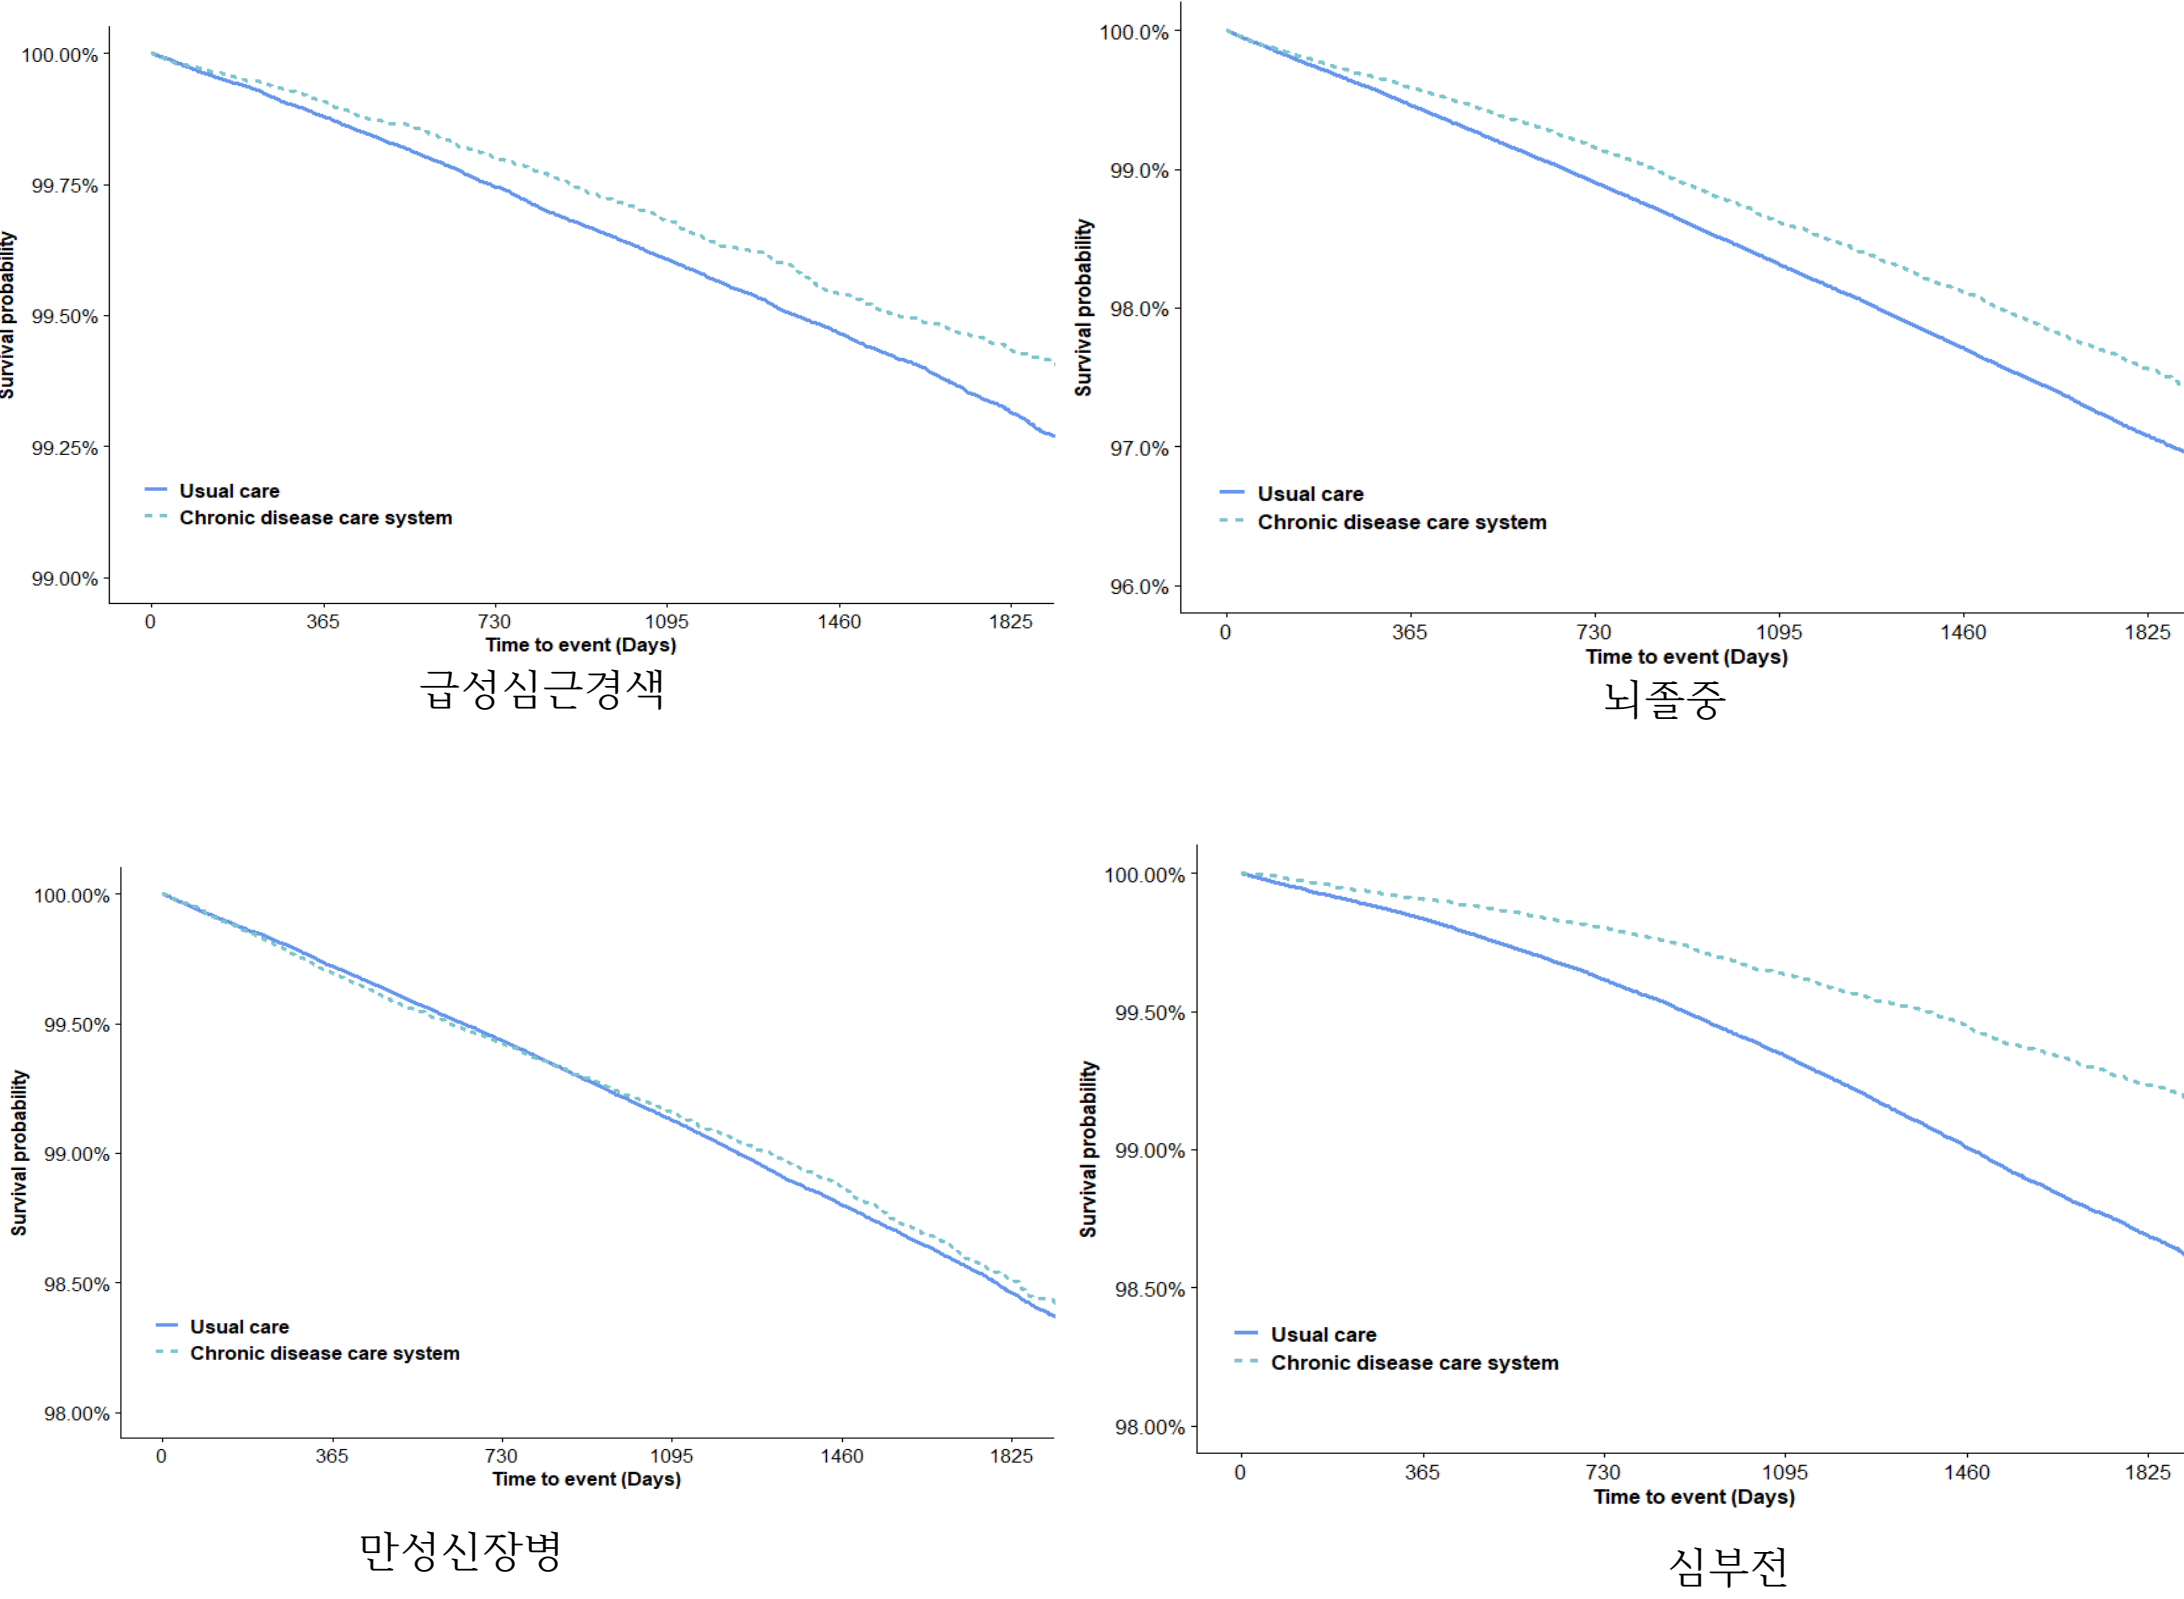 100.00%
99.75%
99.50%
99.25%
99.00%
Survival probability
Usual care
Chronic disease care system
0 365 730 1095 1460 1825
Time to event (Days)
급성심근경색
100.0%
99.0%
98.0%
97.0%
96.0%
Survival probability
Usual care
Chronic disease care system
0 365 730 1095 1460 1825
Time to event (Days)
뇌졸중
100.00%
99.50%
99.00%
98.50%
98.00%
Survival probability
Usual care
Chronic disease care system
0 365 730 1095 1460 1825
Time to event (Days)
만성신장병
100.00%
99.50%
99.00%
98.50%
98.00%
Survival probability
Usual care
Chronic disease care system
0 365 730 1095 1460 1825
Time to event (Days)
심부전